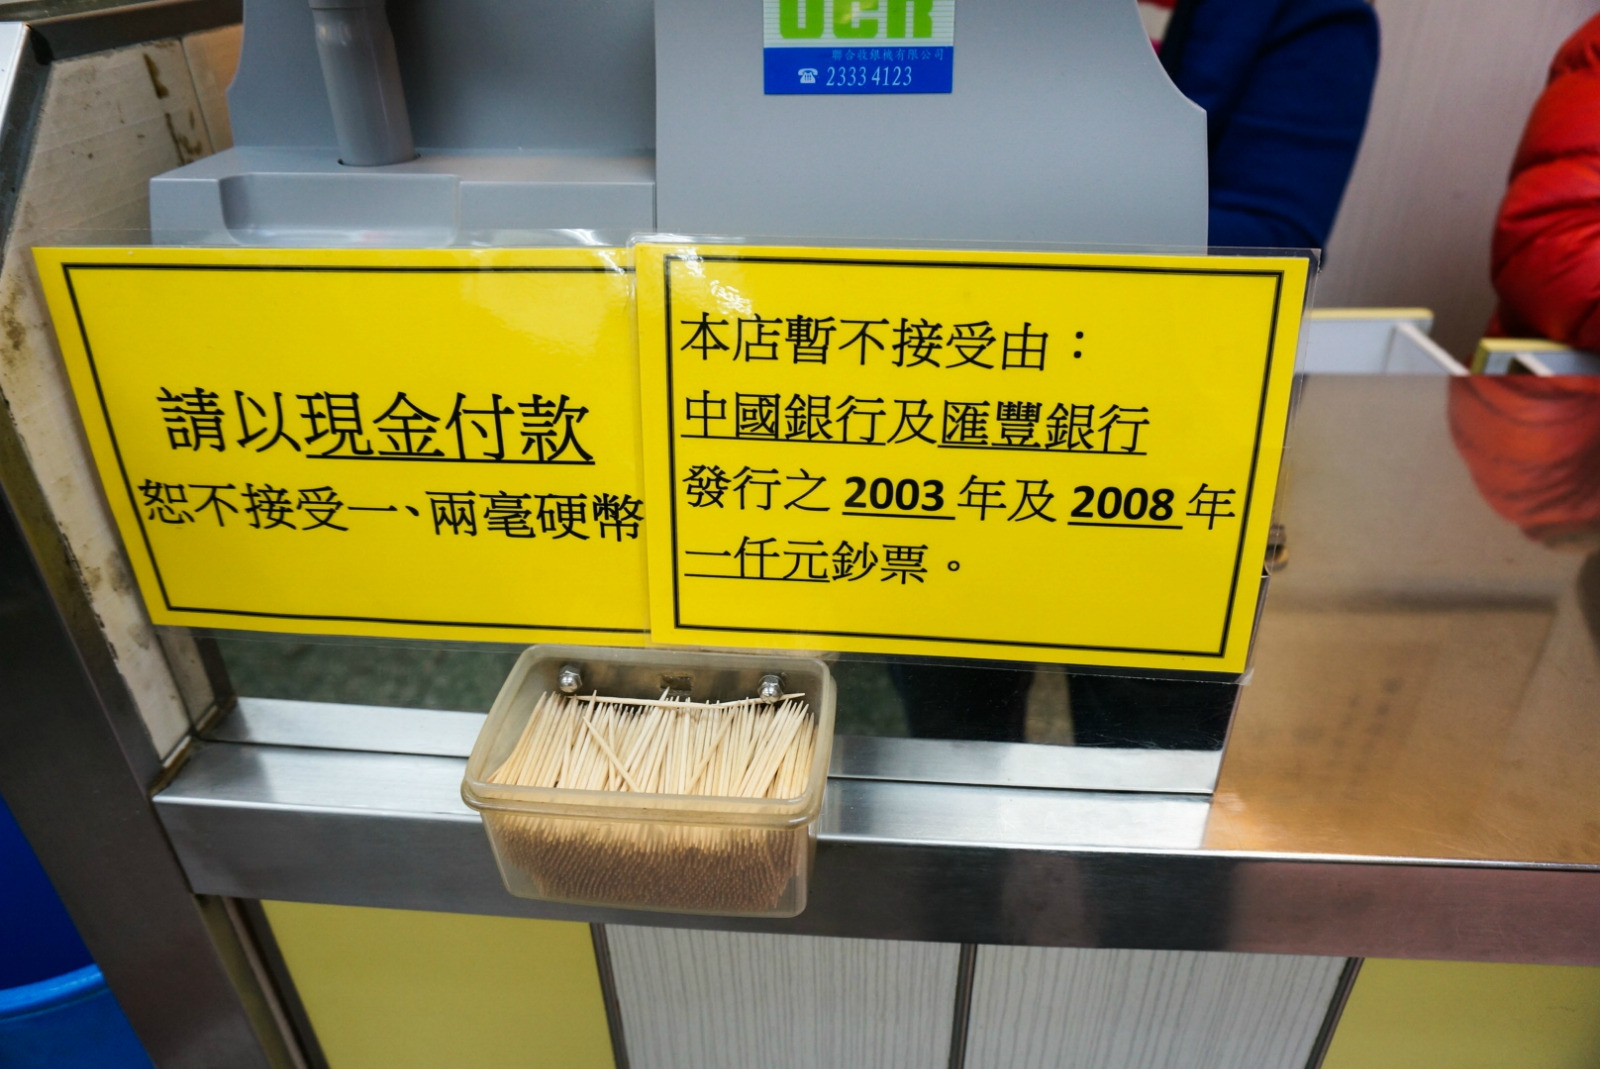 UCR
聯合收銀機有限公司
☎ 2333 4123
請以現金付款
恕不接受一、兩毫硬幣
本店暫不接受由：
中國銀行及匯豐銀行
發行之 2003 年及 2008 年
一仟元鈔票。